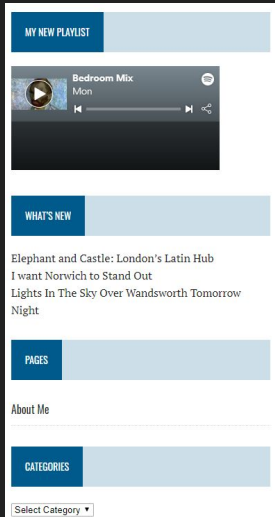 MY NEW PLAYLIST
Bedroom Mix
Mon
WHAT'S NEW
Elephant and Castle: London's Latin Hub
I want Norwich to Stand Out
Lights In The Sky Over Wandsworth Tomorrow
Night
PAGES
About Me
CATEGORIES
Select Category